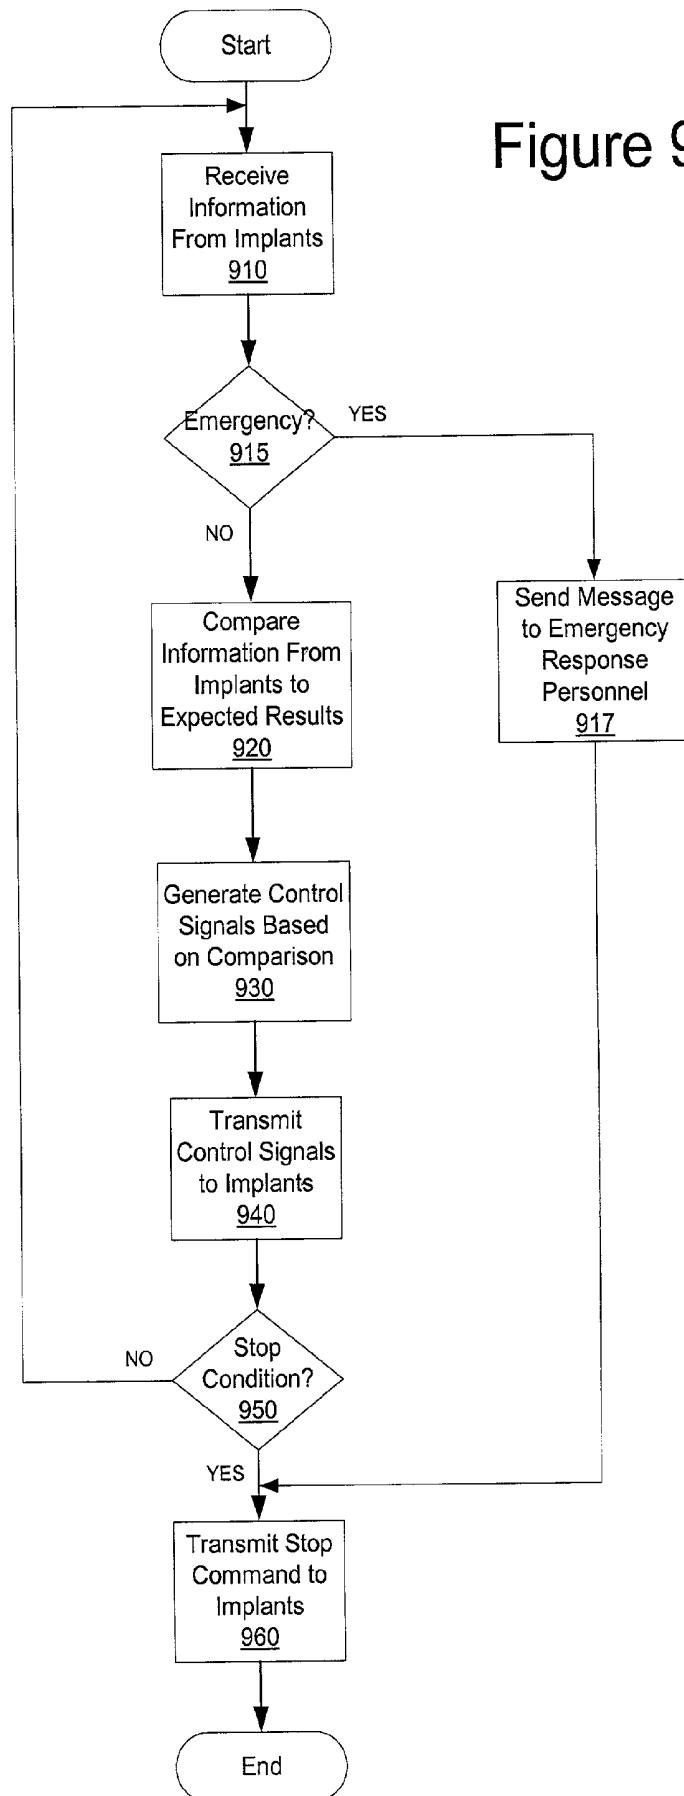 Start
Figure 9
Receive
Information
From Implants
910
Emergency?
915
YES
NO
Compare
Information From
Implants to
Expected Results
920
Send Message
to Emergency
Response
Personnel
917
Generate Control
Signals Based
on Comparison
930
Transmit
Control Signals
to Implants
940
Stop
Condition?
950
NO
YES
Transmit Stop
Command to
Implants
960
End